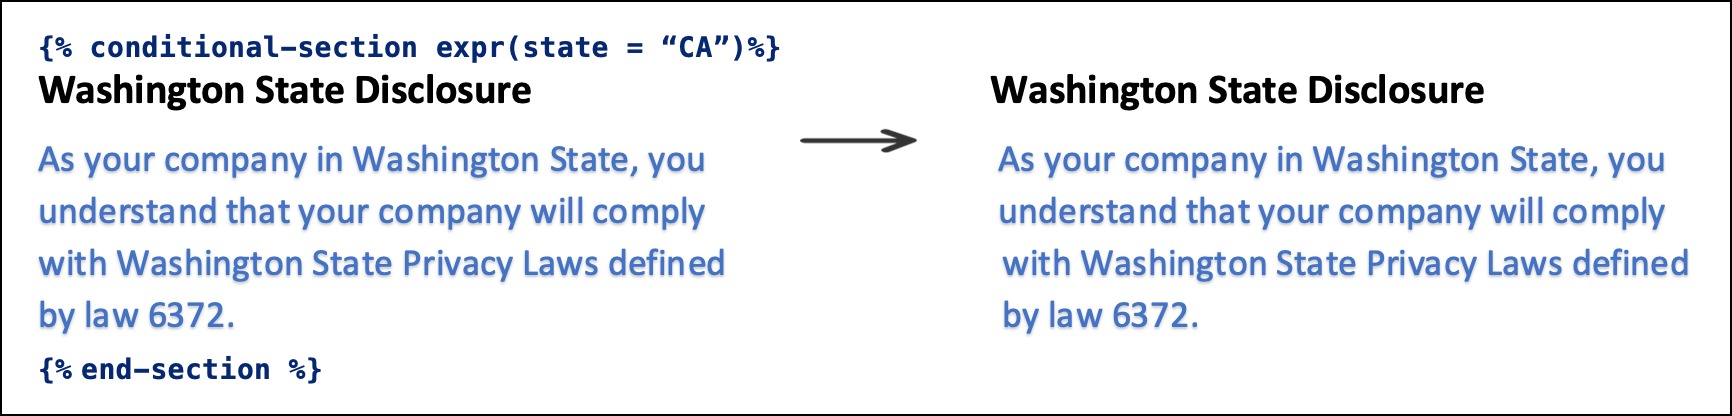 {% conditional-section expr(state = “CA”)%}
Washington State Disclosure
As your company in Washington State, you
understand that your company will comply
with Washington State Privacy Laws defined
by law 6372.
{% end-section %}
Washington State Disclosure
As your company in Washington State, you
understand that your company will comply
with Washington State Privacy Laws defined
by law 6372.